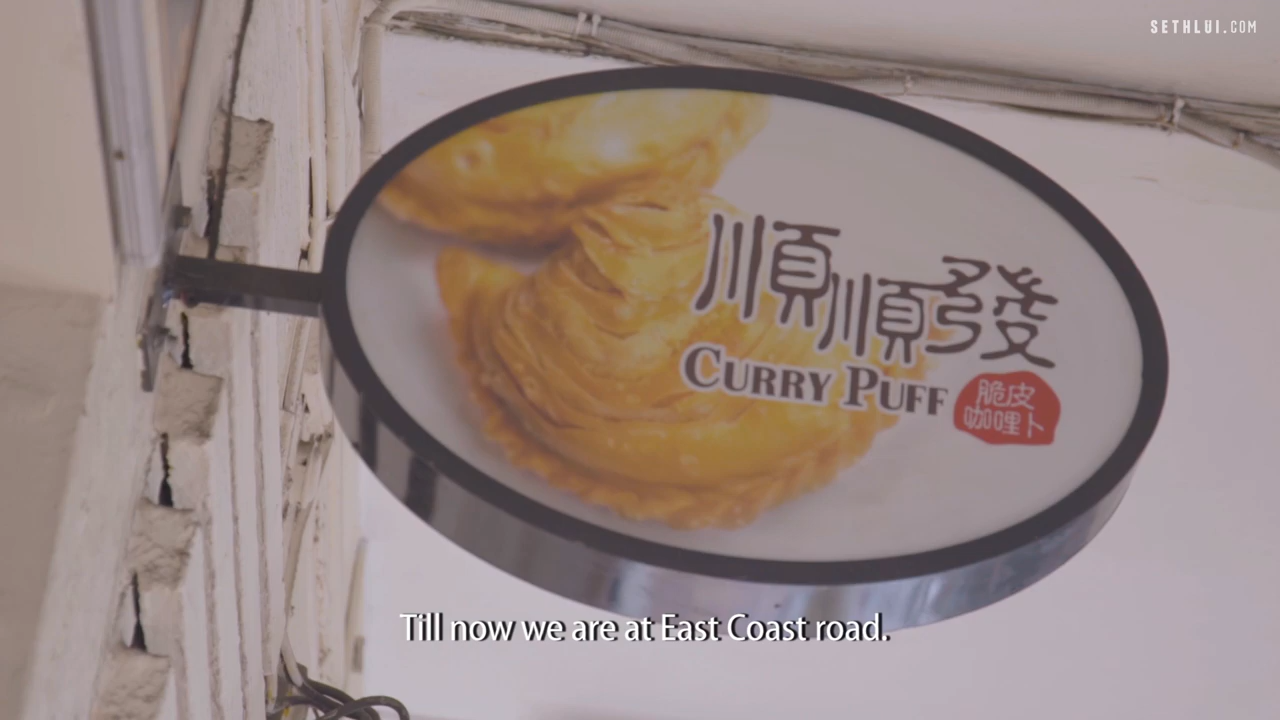 SETHLUI.COM
順順發
CURRY PUFF
脆皮
咖哩卜
Till now we are at East Coast road.